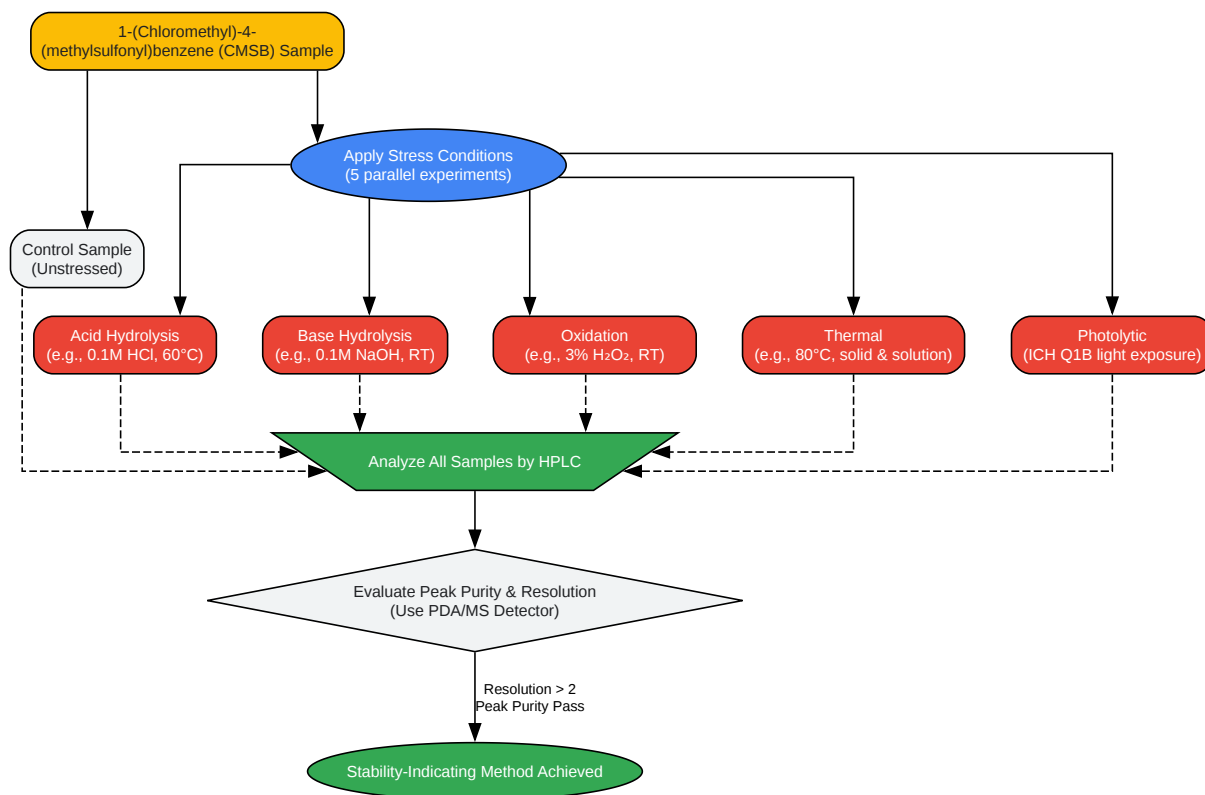 1-(Chloromethyl)-4-
(methylsulfonyl)benzene (CMSB) Sample
Apply Stress Conditions
(5 parallel experiments)
Control Sample
(Unstressed)
Acid Hydrolysis
(e.g., 0.1M HCl, 60°C)
Base Hydrolysis
(e.g., 0.1M NaOH, RT)
Oxidation
(e.g., 3% H₂O₂, RT)
Thermal
(e.g., 80°C, solid & solution)
Photolytic
(ICH Q1B light exposure)
Analyze All Samples by HPLC
Evaluate Peak Purity & Resolution
(Use PDA/MS Detector)
Resolution > 2
Peak Purity Pass
Stability-Indicating Method Achieved